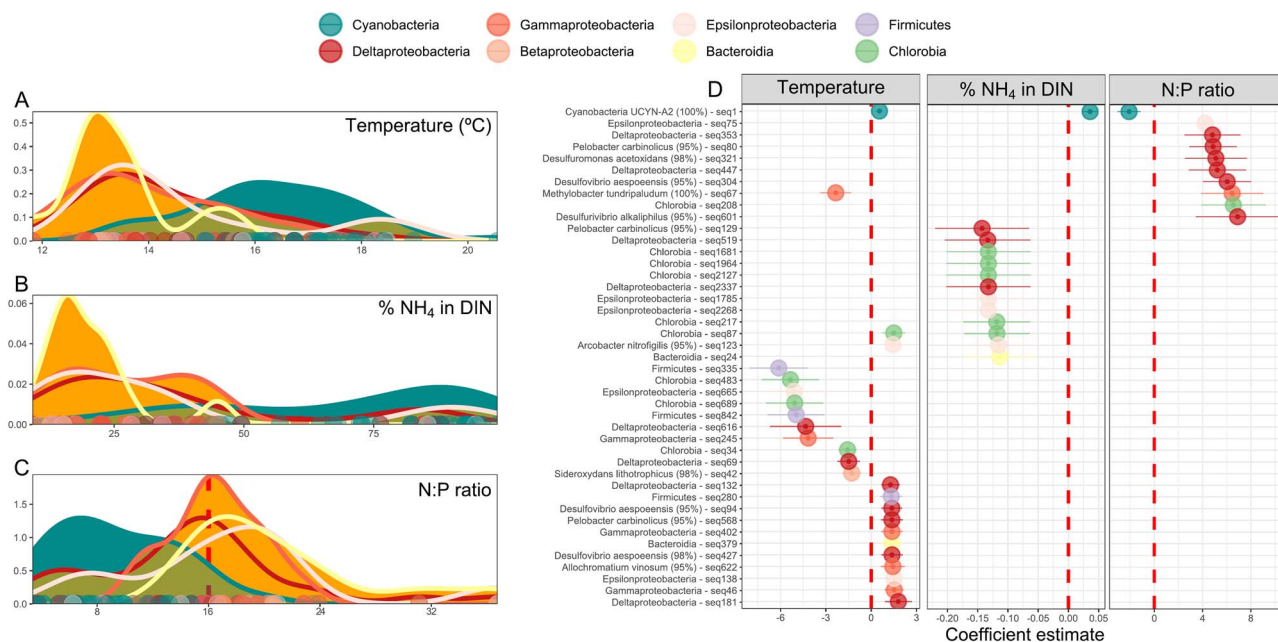 Cyanobacteria
Gammaproteobacteria
Epsilonproteobacteria
Firmicutes
Deltaproteobacteria
Betaproteobacteria
Bacteroidia
Chlorobia
A
Temperature (ºC)
0.5
0.4
0.3
0.2
0.1
0.0
12
14
16
18
20
B
% NH4 in DIN
0.06
0.04
0.02
0.00
25
50
75
C
N:P ratio
1.5
1.0
0.5
0.0
8
16
24
32
D
Temperature
% NH4 in DIN
N:P ratio
Cyanobacteria UCYN-A2 (100%) - seq1
Epsilonproteobacteria - seq75
Deltaproteobacteria - seq353
Pelobacter carbinolicus (95%) - seq80
Desulfuromonas acetoxidans (98%) - seq321
Deltaproteobacteria - seq447
Desulfovibrio aespoeensis (95%) - seq304
Methylobacter tundripaludum (100%) - seq67
Chlorobia - seq208
Desulfurivibrio alkaliphilus (95%) - seq601
Pelobacter carbinolicus (95%) - seq129
Deltaproteobacteria - seq519
Chlorobia - seq1681
Chlorobia - seq1964
Chlorobia - seq2127
Deltaproteobacteria - seq2337
Epsilonproteobacteria - seq1785
Epsilonproteobacteria - seq2268
Chlorobia - seq217
Chlorobia - seq87
Arcobacter nitrofigilis (95%) - seq123
Bacteroidia - seq24
Firmicutes - seq335
Chlorobia - seq483
Epsilonproteobacteria - seq665
Chlorobia - seq689
Firmicutes - seq842
Deltaproteobacteria - seq616
Gammaproteobacteria - seq245
Chlorobia - seq34
Deltaproteobacteria - seq69
Sideroxydans lithotrophicus (98%) - seq42
Deltaproteobacteria - seq132
Firmicutes - seq280
Desulfovibrio aespoeensis (95%) - seq94
Pelobacter carbinolicus (95%) - seq568
Gammaproteobacteria - seq402
Bacteroidia - seq379
Desulfovibrio aespoeensis (98%) - seq427
Allochromatium vinosum (95%) - seq622
Epsilonproteobacteria - seq138
Gammaproteobacteria - seq46
Deltaproteobacteria - seq181
-6
-3
0
3
-0.20
-0.15
-0.10
-0.05
0.00
0.05
0
4
8
Coefficient estimate